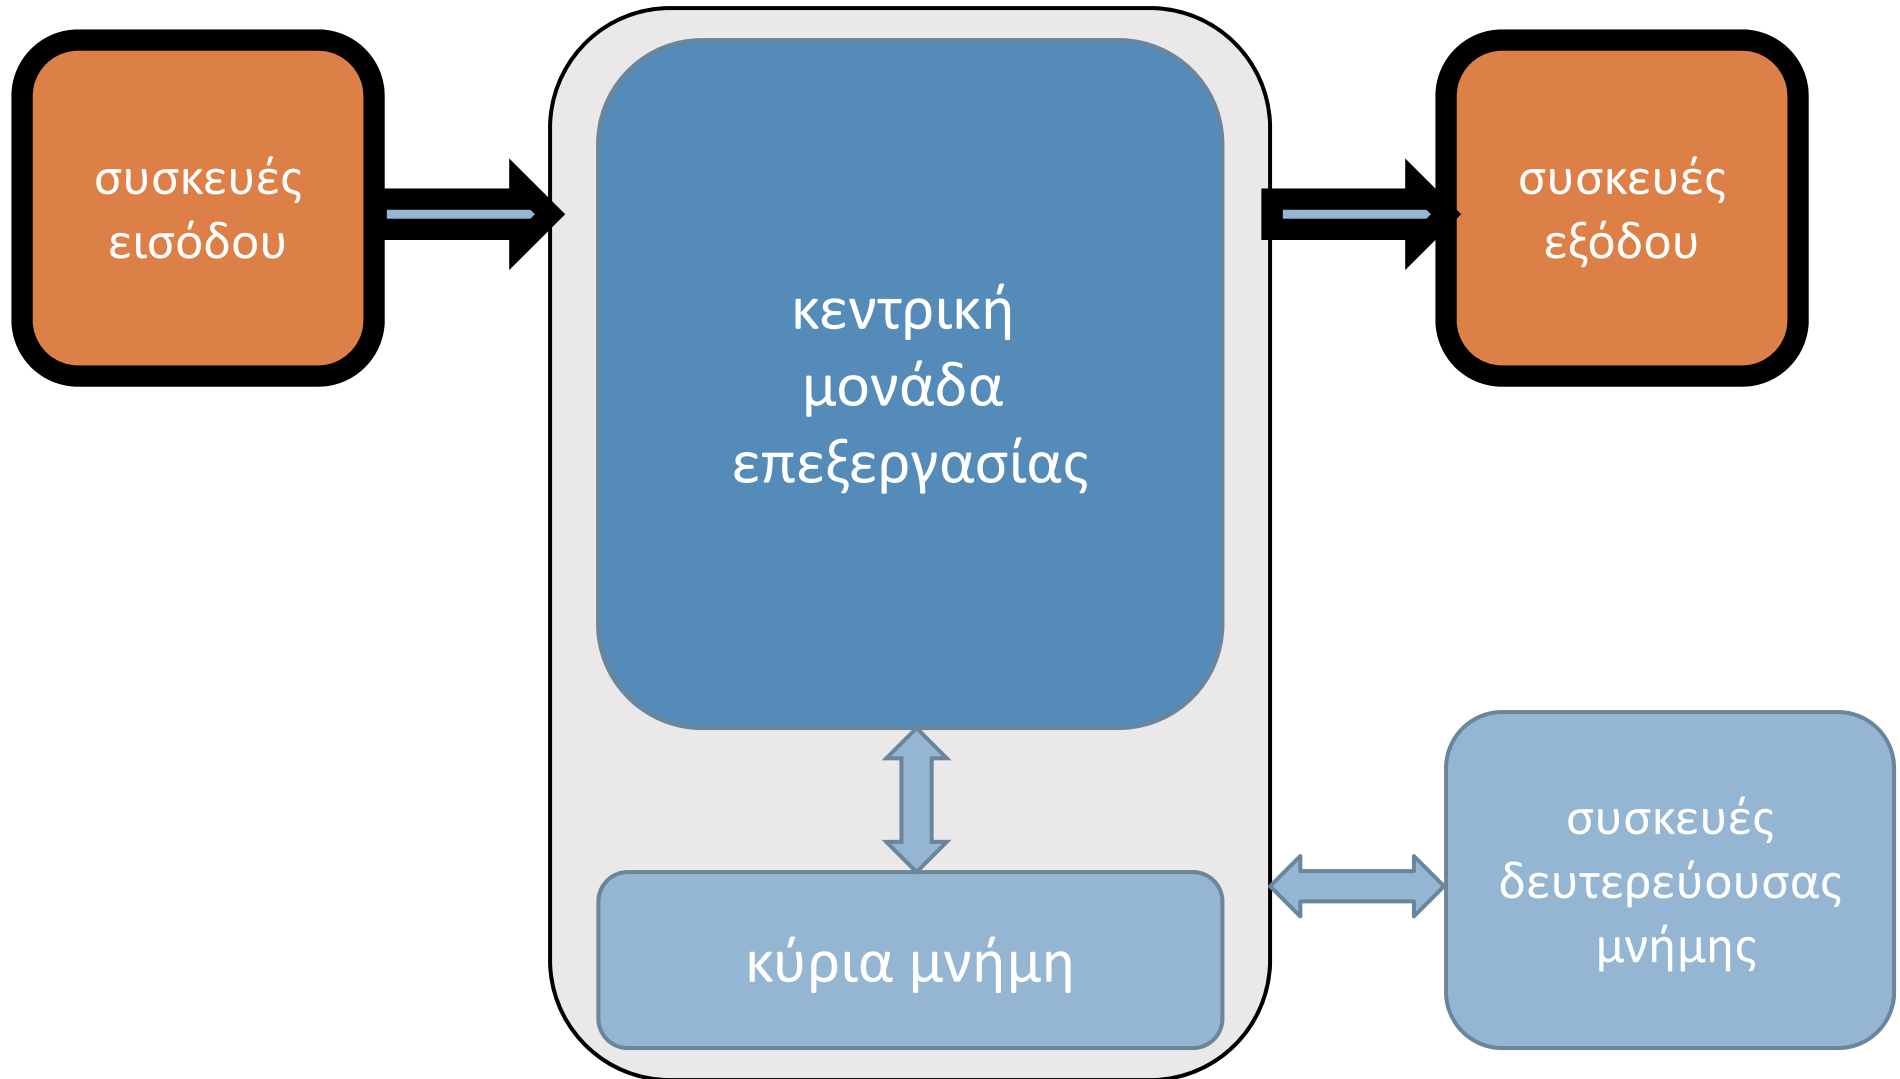 συσκευές
εισόδου
κεντρική
μονάδα
επεξεργασίας
συσκευές
εξόδου
κύρια μνήμη
συσκευές
δευτερεύουσας
μνήμης